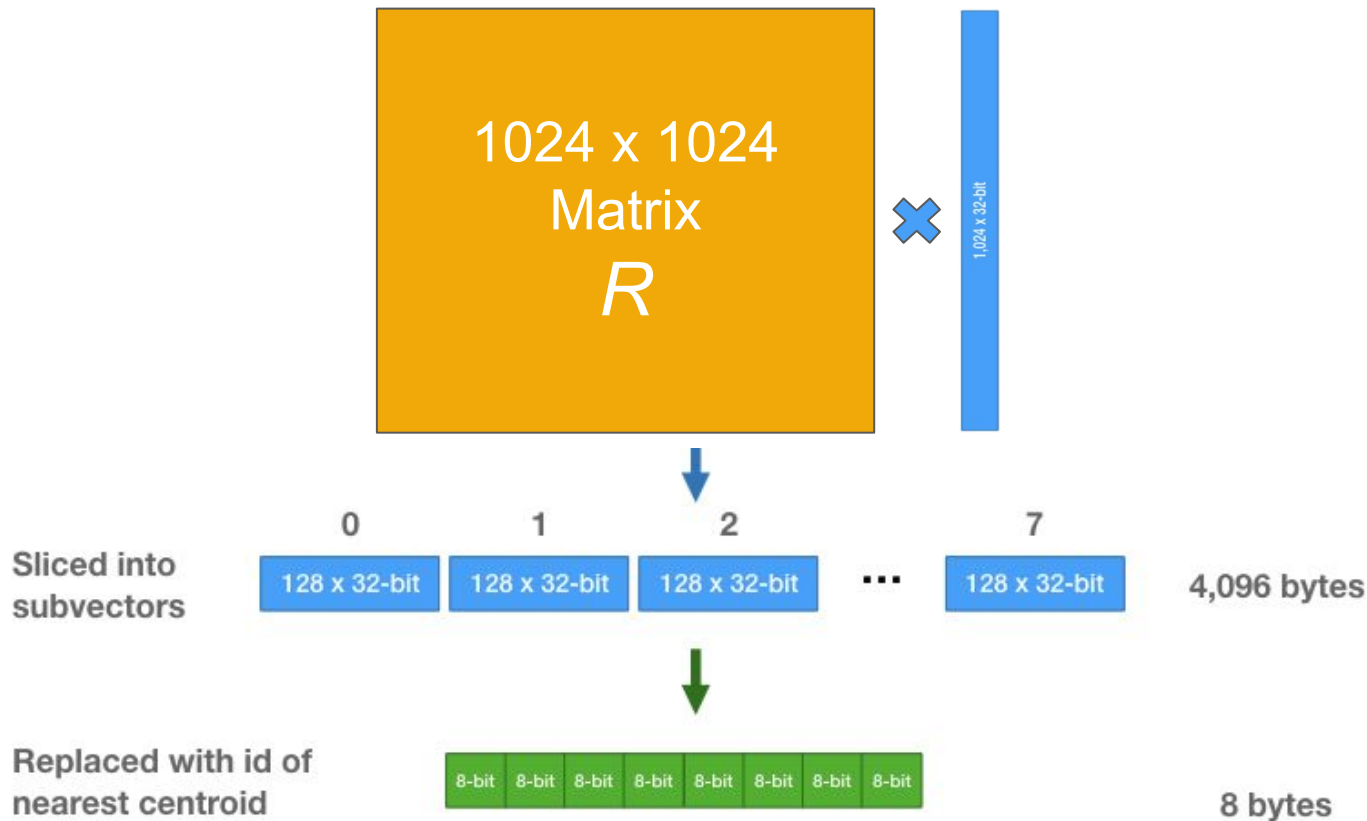 1024 x 1024
Matrix
R
1,024 x 32-bit
0 1 2 7
Sliced into
subvectors
128 x 32-bit 128 x 32-bit 128 x 32-bit ... 128 x 32-bit
4,096 bytes
Replaced with id of
nearest centroid
8-bit 8-bit 8-bit 8-bit 8-bit 8-bit 8-bit 8-bit
8 bytes